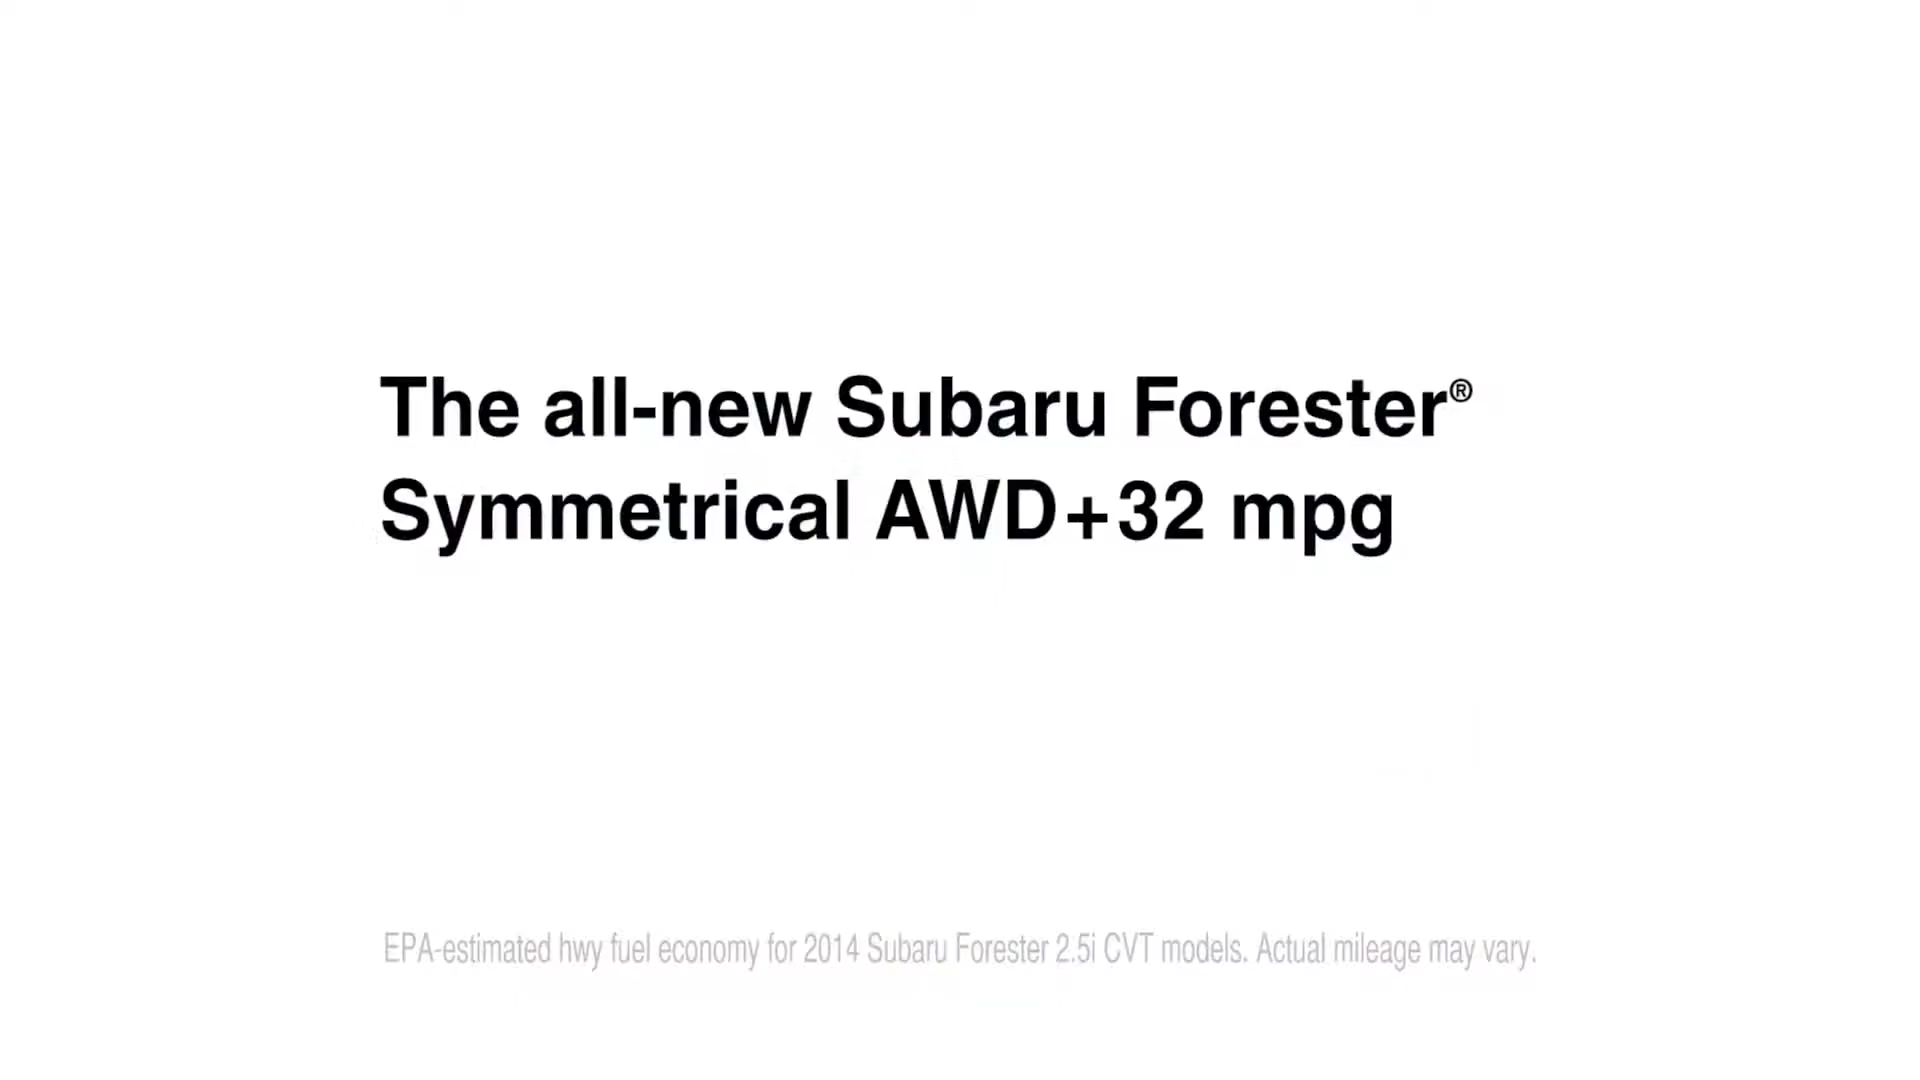 The all-new Subaru Forester®
Symmetrical AWD+32 mpg
EPA-estimated hwy fuel economy for 2014 Subaru Forester 2.5i CVT models. Actual mileage may vary.